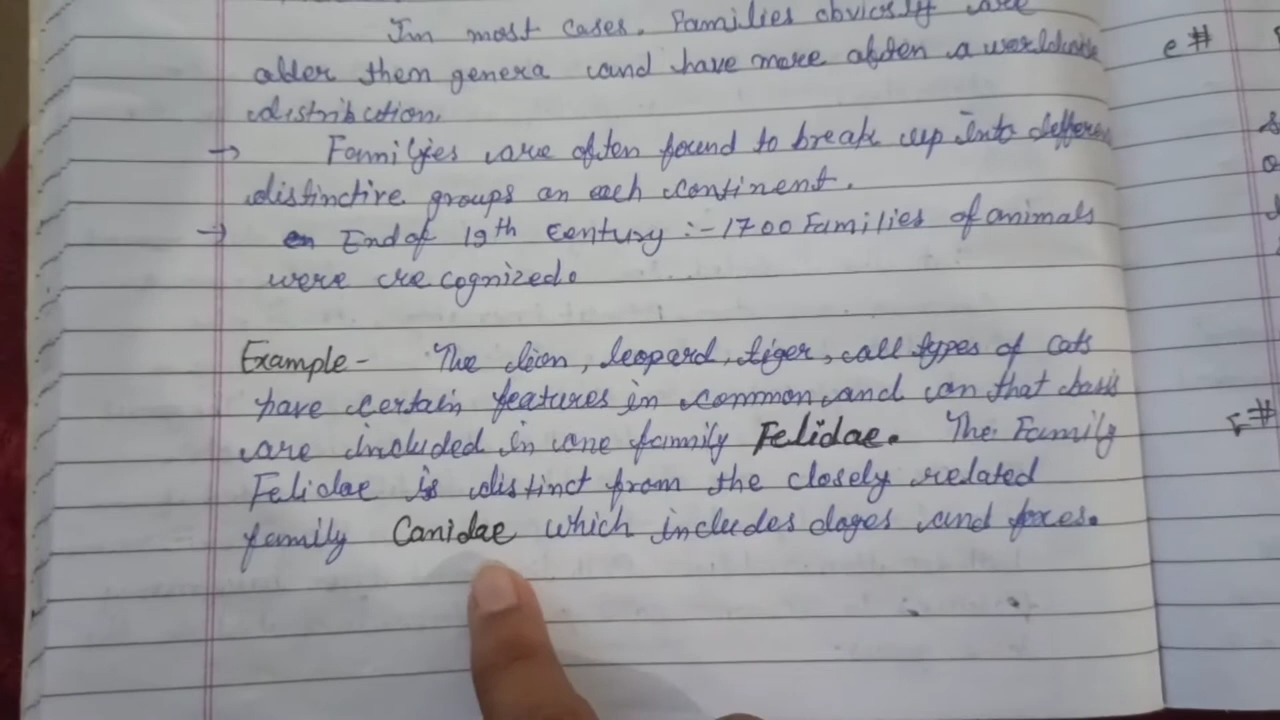 In most cases. Families obviously are
older them genera and have more often a worldwide
distribution.
→ Families are often found to break up into different
distinctive groups on each continent.
→ End of 19th Century :- 1700 Families of animals
were recognized.
Example - The lion, leopard, tiger, all types of cats
have certain features in common and on that basis
are included in one family Felidae. The Family
Felidae is distinct from the closely related
family Canidae which includes doges and foxes.
e #
#